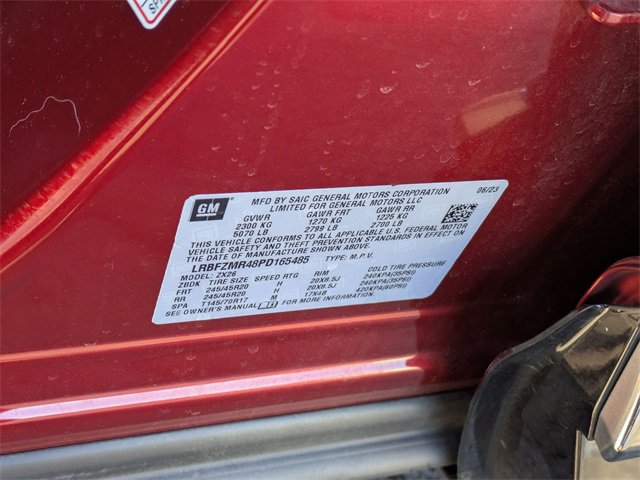 SPA
GM
MFD BY SAIC GENERAL MOTORS CORPORATION 06/23
LIMITED FOR GENERAL MOTORS LLC
GVWR GAWR FRT GAWR RR
2300 KG 1270 KG 1225 KG
5070 LB 2799 LB 2700 LB
THIS VEHICLE CONFORMS TO ALL APPLICABLE U.S. FEDERAL MOTOR
VEHICLE SAFETY AND THEFT PREVENTION STANDARDS IN EFFECT ON
THE DATE OF MANUFACTURE SHOWN ABOVE.
LRBFZMR46PD165485 TYPE: M.P.V.
MODEL: 2X26
ZBDK TIRE SIZE SPEED RTG RIM COLD TIRE PRESSURE
FRT 245/45R20 H 20X8.5J 240KPA(35PSI)
RR 245/45R20 H 20X8.5J 240KPA(35PSI)
SPA T145/70R17 M 17X4B 420KPA(60PSI)
SEE OWNER'S MANUAL FOR MORE INFORMATION.